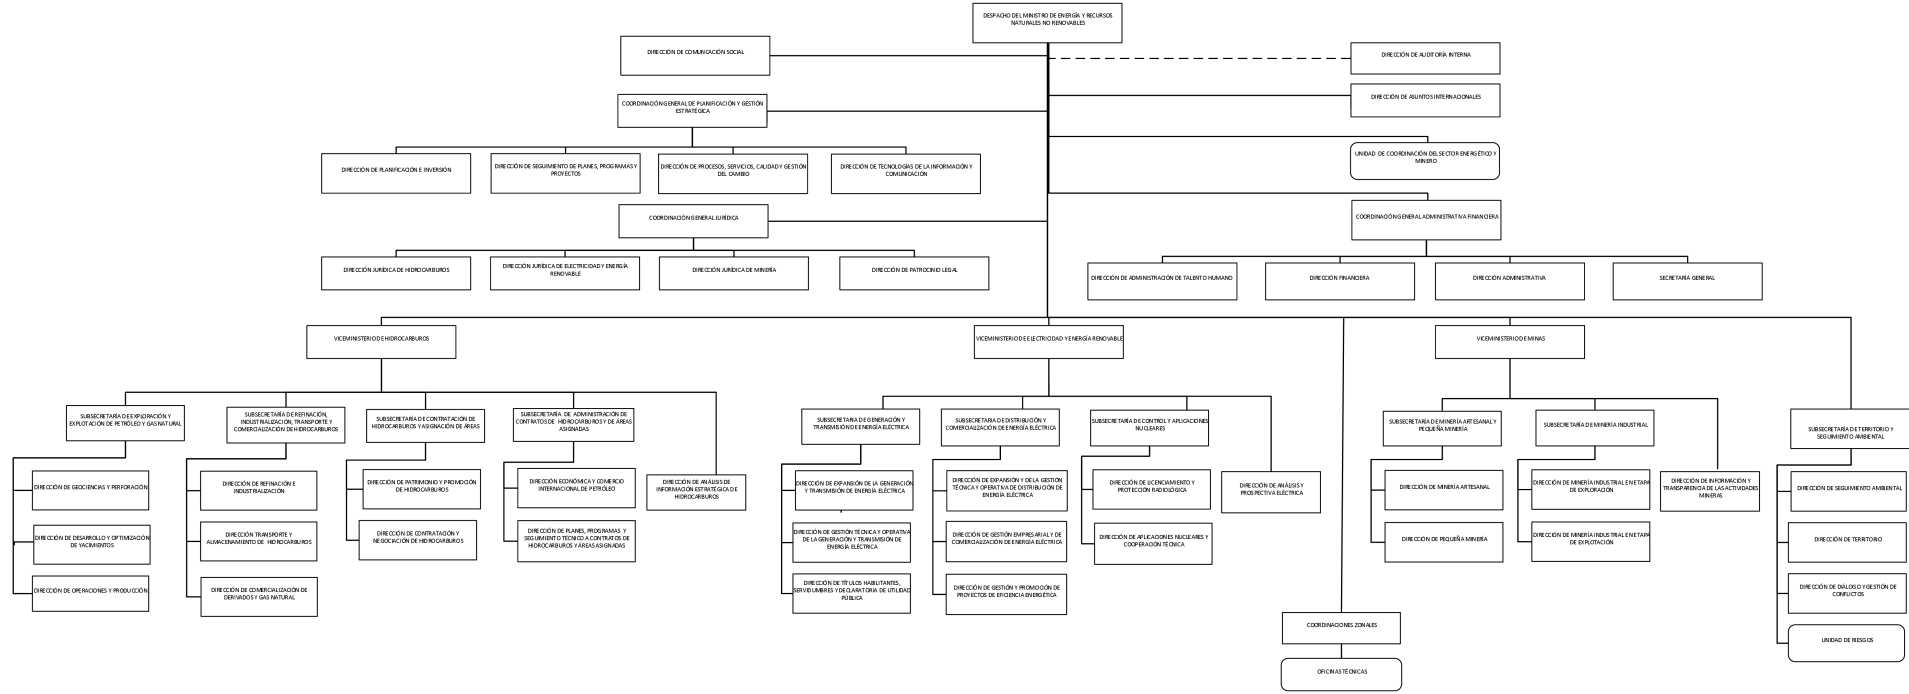 DESPACHO DEL MINISTRO DE ENERGÍA Y RECURSOS
NATURALES NO RENOVABLES
DIRECCIÓN DE COMUNCACIÓN SOCIAL
DIRECCIÓN DE AUDITORÍA INTERNA
DIRECCIÓN DE ASUNTOS INTERNACIONALES
COORDINACIÓN GENERAL DE PLANIFICACIÓN Y GESTIÓN
ESTRATÉGICA
UNIDAD DE COORDINACIÓN DEL SECTOR ENERGÉTICO Y
MINERO
DIRECCIÓN DE PLANIFICACIÓN E INVERSIÓN
DIRECCIÓN DE SEGUIMIENTO DE PLANES, PROGRAMAS Y
PROYECTOS
DIRECCIÓN DE PROCESOS, SERVICIOS, CALIDAD Y GESTIÓN
DEL CAMBIO
DIRECCIÓN DE TECNOLOGÍAS DE LA INFORMACIÓN Y
COMUNICACIÓN
COORDINACIÓN GENERAL JURÍDICA
COORDINACIÓN GENERAL ADMINISTRATIVA FINANCIERA
DIRECCIÓN JURÍDICA DE HIDROCARBUROS
DIRECCIÓN JURÍDICA DE ELECTRICIDAD Y ENERGÍA
RENOVABLE
DIRECCIÓN JURÍDICA DE MINERÍA
DIRECCIÓN DE PATROCINIO LEGAL
DIRECCIÓN DE ADMINISTRACIÓN DE TALENTO HUMANO
DIRECCIÓN FINANCIERA
DIRECCIÓN ADMINISTRATIVA
SECRETARÍA GENERAL
VICEMINISTERIO DE HIDROCARBUROS
VICEMINISTERIO DE ELECTRICIDAD Y ENERGÍA RENOVABLE
VICEMINISTERIO DE MINAS
SUBSECRETARÍA DE EXPLORACIÓN Y
EXPLOTACIÓN DE PETRÓLEO Y GAS NATURAL
SUBSECRETARÍA DE REFINACIÓN,
INDUSTRIALIZACIÓN, TRANSPORTE Y
COMERCIALIZACIÓN DE HIDROCARBUROS
SUBSECRETARÍA DE CONTRATACIÓN DE
HIDROCARBUROS Y ASIGNACIÓN DE ÁREAS
SUBSECRETARÍA DE ADMINISTRACIÓN DE
CONTRATOS DE HIDROCARBUROS Y DE ÁREAS
ASIGNADAS
SUBSECRETARIA DE GENERACIÓN Y
TRANSMISIÓN DE ENERGÍA ELÉCTRICA
SUBSECRETARIA DE DISTRIBUCIÓN Y
COMERCIALIZACIÓN DE ENERGÍA ELÉCTRICA
SUBSECRETARÍA DE CONTROL Y APLICACIONES
NUCLEARES
SUBSECRETARÍA DE MINERÍA ARTESANAL Y
PEQUEÑA MINERÍA
SUBSECRETARÍA DE MINERÍA INDUSTRIAL
SUBSECRETARÍA DE TERRITORIO Y
SEGUIMIENTO AMBIENTAL
DIRECCIÓN DE GEOCIENCIAS Y PERFORACIÓN
DIRECCIÓN DE REFINACIÓN E
INDUSTRIALIZACIÓN
DIRECCIÓN DE PATRIMONIO Y PROMOCIÓN
DE HIDROCARBUROS
DIRECCIÓN ECONÓMICA Y COMERCIO
INTERNACIONAL DE PETRÓLEO
DIRECCIÓN DE ANÁLISIS DE
INFORMACIÓN ESTRATÉGICA DE
HIDROCARBUROS
DIRECCIÓN DE EXPANSIÓN DE LA GENERACIÓN
Y TRANSMISIÓN DE ENERGÍA ELÉCTRICA
DIRECCIÓN DE EXPANSIÓN Y DE LA GESTIÓN
TÉCNICA Y OPERATIVA DE DISTRIBUCIÓN DE
ENERGÍA ELÉCTRICA
DIRECCIÓN DE LICENCIAMIENTO Y
PROTECCIÓN RADIOLÓGICA
DIRECCIÓN DE ANÁLISIS Y
PROSPECTIVA ELÉCTRICA
DIRECCIÓN DE MINERÍA ARTESANAL
DIRECCIÓN DE MINERÍA INDUSTRIAL EN ETAPA
DE EXPLORACIÓN
DIRECCIÓN DE INFORMACIÓN Y
TRANSPARENCIA DE LAS ACTIVIDADES
MINERAS
DIRECCIÓN DE SEGUIMIENTO AMBIENTAL
DIRECCIÓN DE DESARROLLO Y OPTIMIZACIÓN
DE YACIMIENTOS
DIRECCIÓN TRANSPORTE Y
ALMACENAMIENTO DE HIDROCARBUROS
DIRECCIÓN DE CONTRATACIÓN Y
NEGOCIACIÓN DE HIDROCARBUROS
DIRECCIÓN DE PLANES, PROGRAMAS Y
SEGUIMIENTO TÉCNICO A CONTRATOS DE
HIDROCARBUROS Y ÁREAS ASIGNADAS
DIRECCIÓN DE GESTIÓN TÉCNICA Y OPERATIVA
DE LA GENERACIÓN Y TRANSMISIÓN DE
ENERGÍA ELÉCTRICA
DIRECCIÓN DE GESTIÓN EMPRESARIAL Y DE
COMERCIALIZACIÓN DE ENERGÍA ELÉCTRICA
DIRECCIÓN DE APLICACIONES NUCLEARES Y
COOPERACIÓN TÉCNICA
DIRECCIÓN DE PEQUEÑA MINERÍA
DIRECCIÓN DE MINERÍA INDUSTRIAL EN ETAPA
DE EXPLOTACIÓN
DIRECCIÓN DE TERRITORIO
DIRECCIÓN DE OPERACIONES Y PRODUCCIÓN
DIRECCIÓN DE COMERCIALIZACIÓN DE
DERIVADOS Y GAS NATURAL
DIRECCIÓN DE TÍTULOS HABILITANTES,
SERVIDUMBRES Y DECLARATORIA DE UTILIDAD
PÚBLICA
DIRECCIÓN DE GESTIÓN Y PROMOCIÓN DE
PROYECTOS DE EFICIENCIA ENERGÉTICA
DIRECCIÓN DE DIÁLOGO Y GESTIÓN DE
CONFLICTOS
COORDINACIONES ZONALES
UNIDAD DE RIESGOS
OFICINAS TÉCNICAS